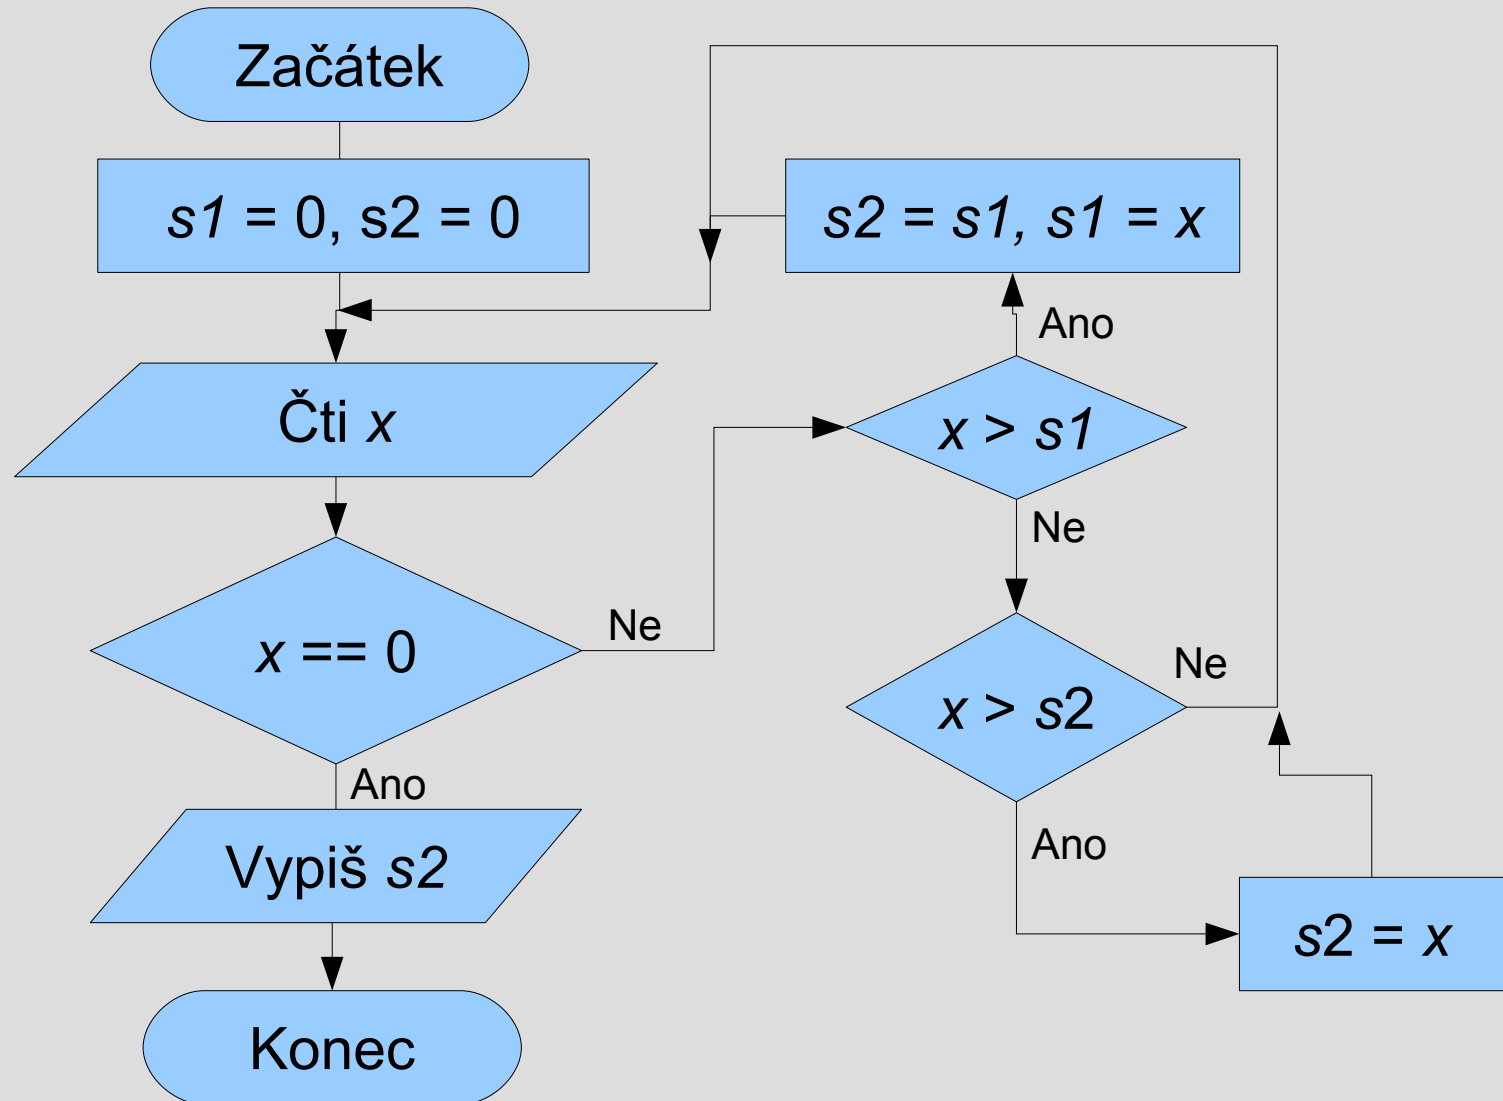 Začátek
s1 = 0, s2 = 0
Čti x
x == 0
Ne
Ano
Vypiš s2
Konec
s2 = s1, s1 = x
Ano
x > s1
Ne
x > s2
Ne
Ano
s2 = x